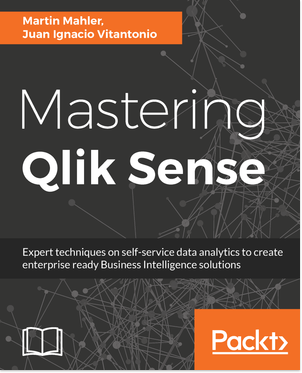 Martin Mahler,
Juan Ignacio Vitantonio
Mastering
Qlik Sense
Expert techniques on self-service data analytics to create
enterprise ready Business Intelligence solutions
Packt>